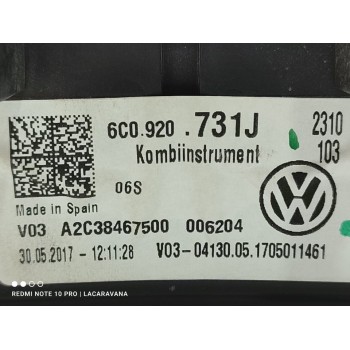 6C0.920 .731J 2310
Kombiinstrument 103
06S
Made in Spain
V03 A2C38467500 006204
30.05.2017 - 12:11:28 V03-04130.05.1705011461
REDMI NOTE 10 PRO | LACARAVANA